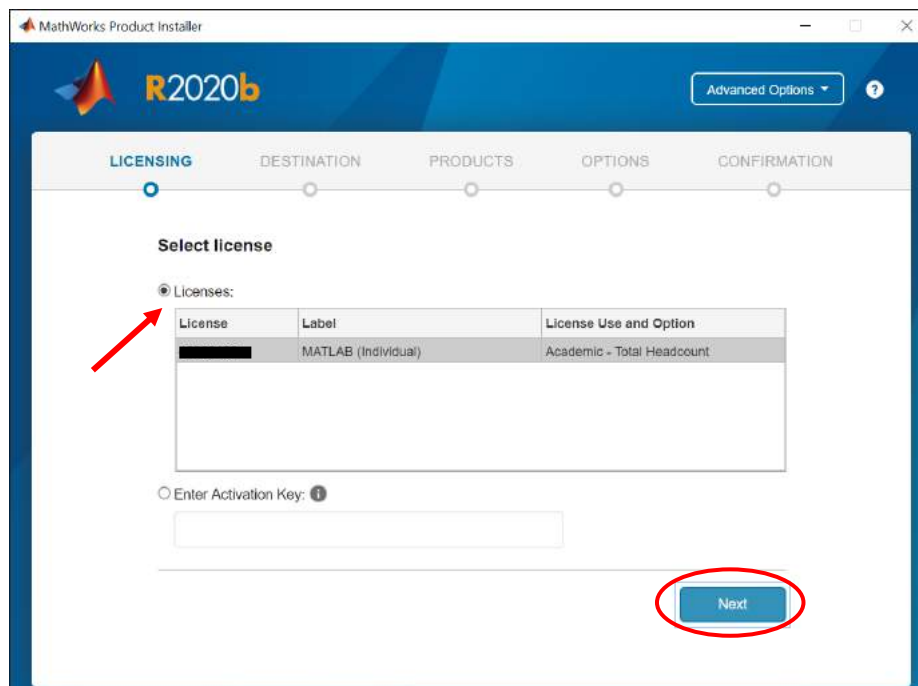 MathWorks Product Installer
R2020b
Advanced Options
?
LICENSING DESTINATION PRODUCTS OPTIONS CONFIRMATION
Select license
Licenses:
License Label License Use and Option
MATLAB (Individual) Academic - Total Headcount
Enter Activation Key: i
Next